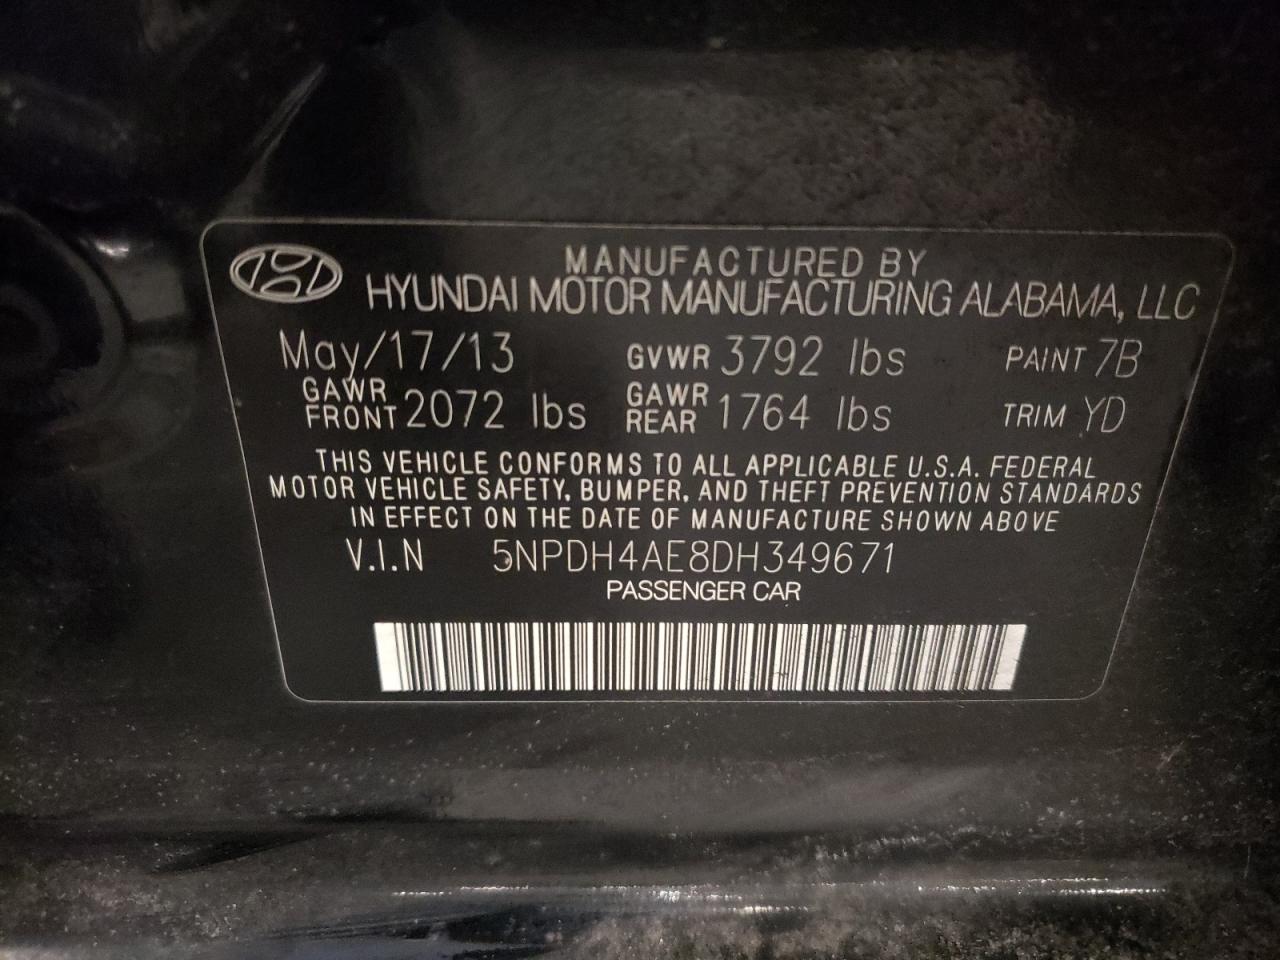 MANUFACTURED BY
HYUNDAI MOTOR MANUFACTURING ALABAMA, LLC
May/17/13 GVWR 3792 lbs PAINT 7B
GAWR FRONT 2072 lbs GAWR REAR 1764 lbs TRIM YD
THIS VEHICLE CONFORMS TO ALL APPLICABLE U.S.A. FEDERAL
MOTOR VEHICLE SAFETY, BUMPER, AND THEFT PREVENTION STANDARDS
IN EFFECT ON THE DATE OF MANUFACTURE SHOWN ABOVE
V.I.N 5NPDH4AE8DH349671
PASSENGER CAR